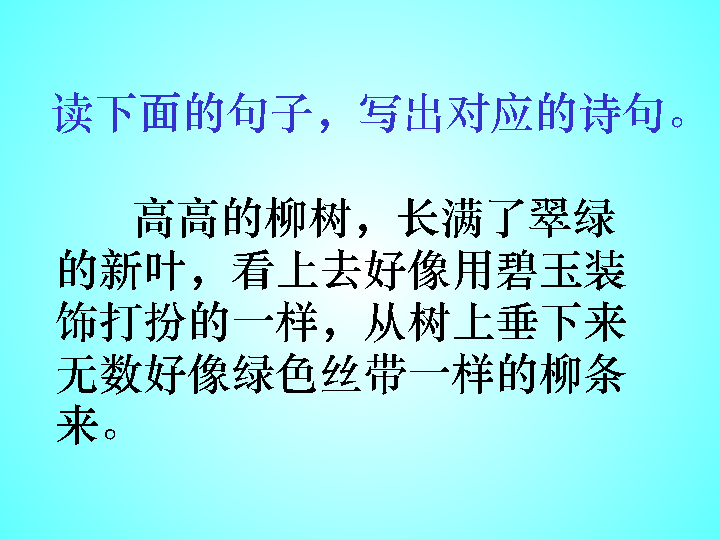 读下面的句子，写出对应的诗句。
高高的柳树，长满了翠绿
的新叶，看上去好像用碧玉装
饰打扮的一样，从树上垂下来
无数好像绿色丝带一样的柳条
来。